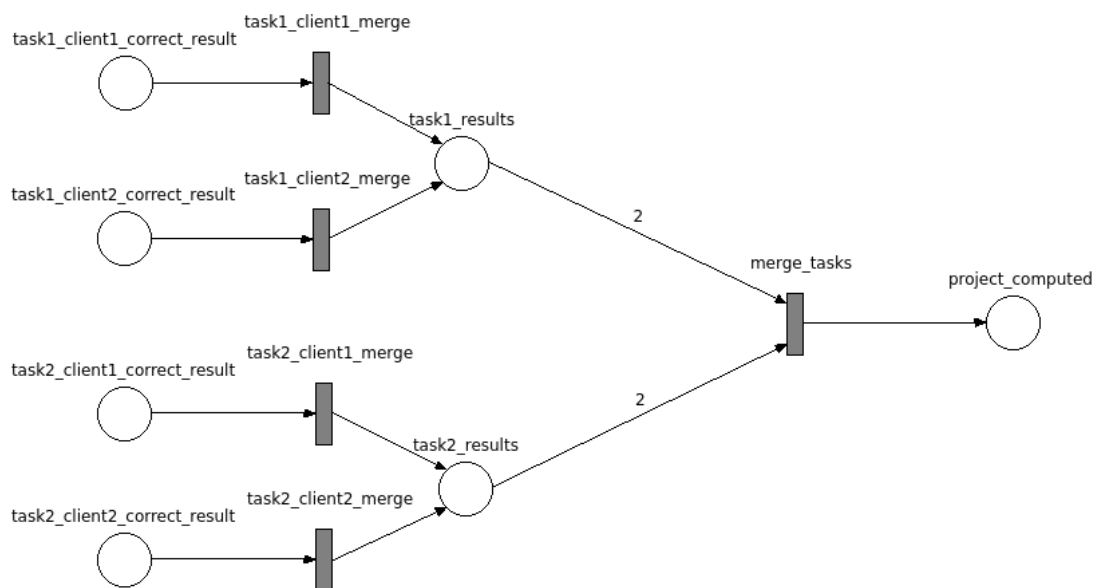 task1_client1_merge
task1_client1_correct_result
task1_results
task1_client2_merge
task1_client2_correct_result
2
merge_tasks
project_computed
task2_client1_merge
task2_client1_correct_result
2
task2_results
task2_client2_merge
task2_client2_correct_result